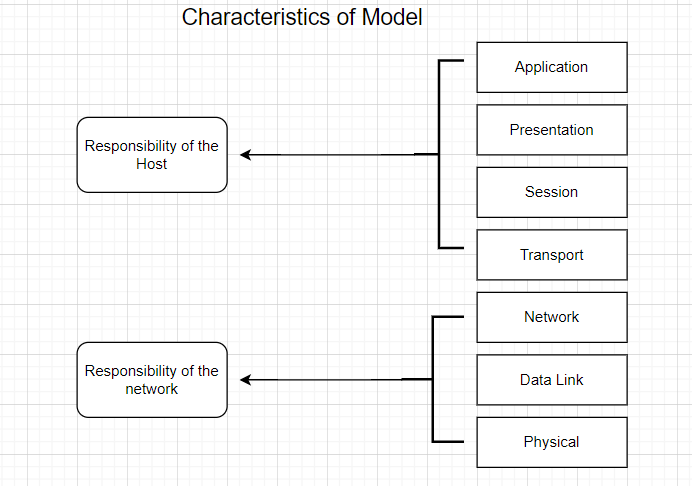 Characteristics of Model
Application
Presentation
Responsibility of the
Host
Session
Transport
Network
Responsibility of the
network
Data Link
Physical